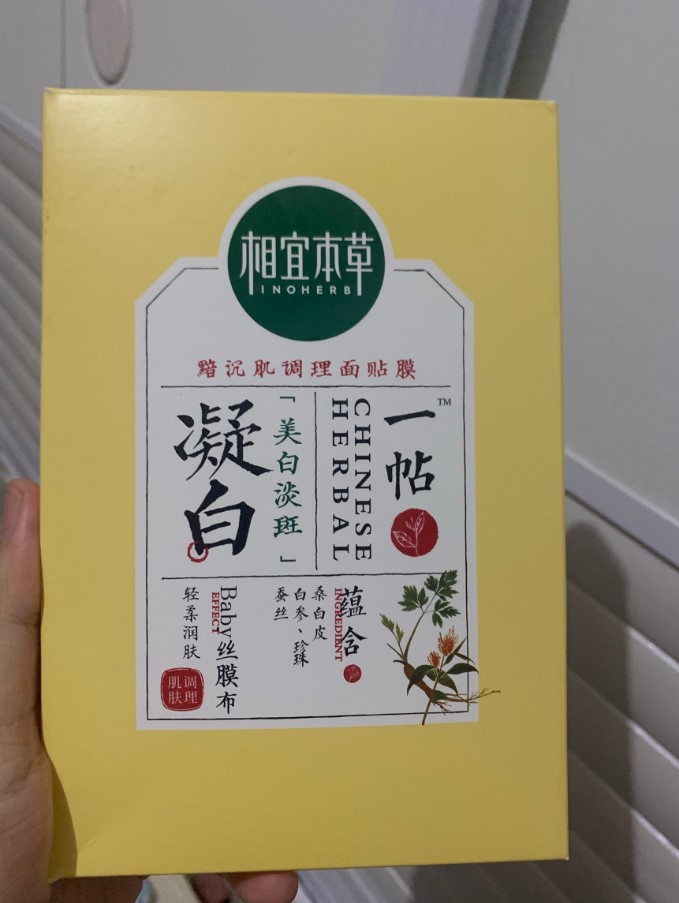 相宜本草
INOHERB
黯沉肌调理面贴膜
一帖
TM
CHINESE
HERBAL
「美白淡斑」
凝白
蕴含
INGREDIENT
桑白皮
白参、珍珠
蚕丝
Baby丝膜布
EFFECT
轻柔润肤
调理
肌肤